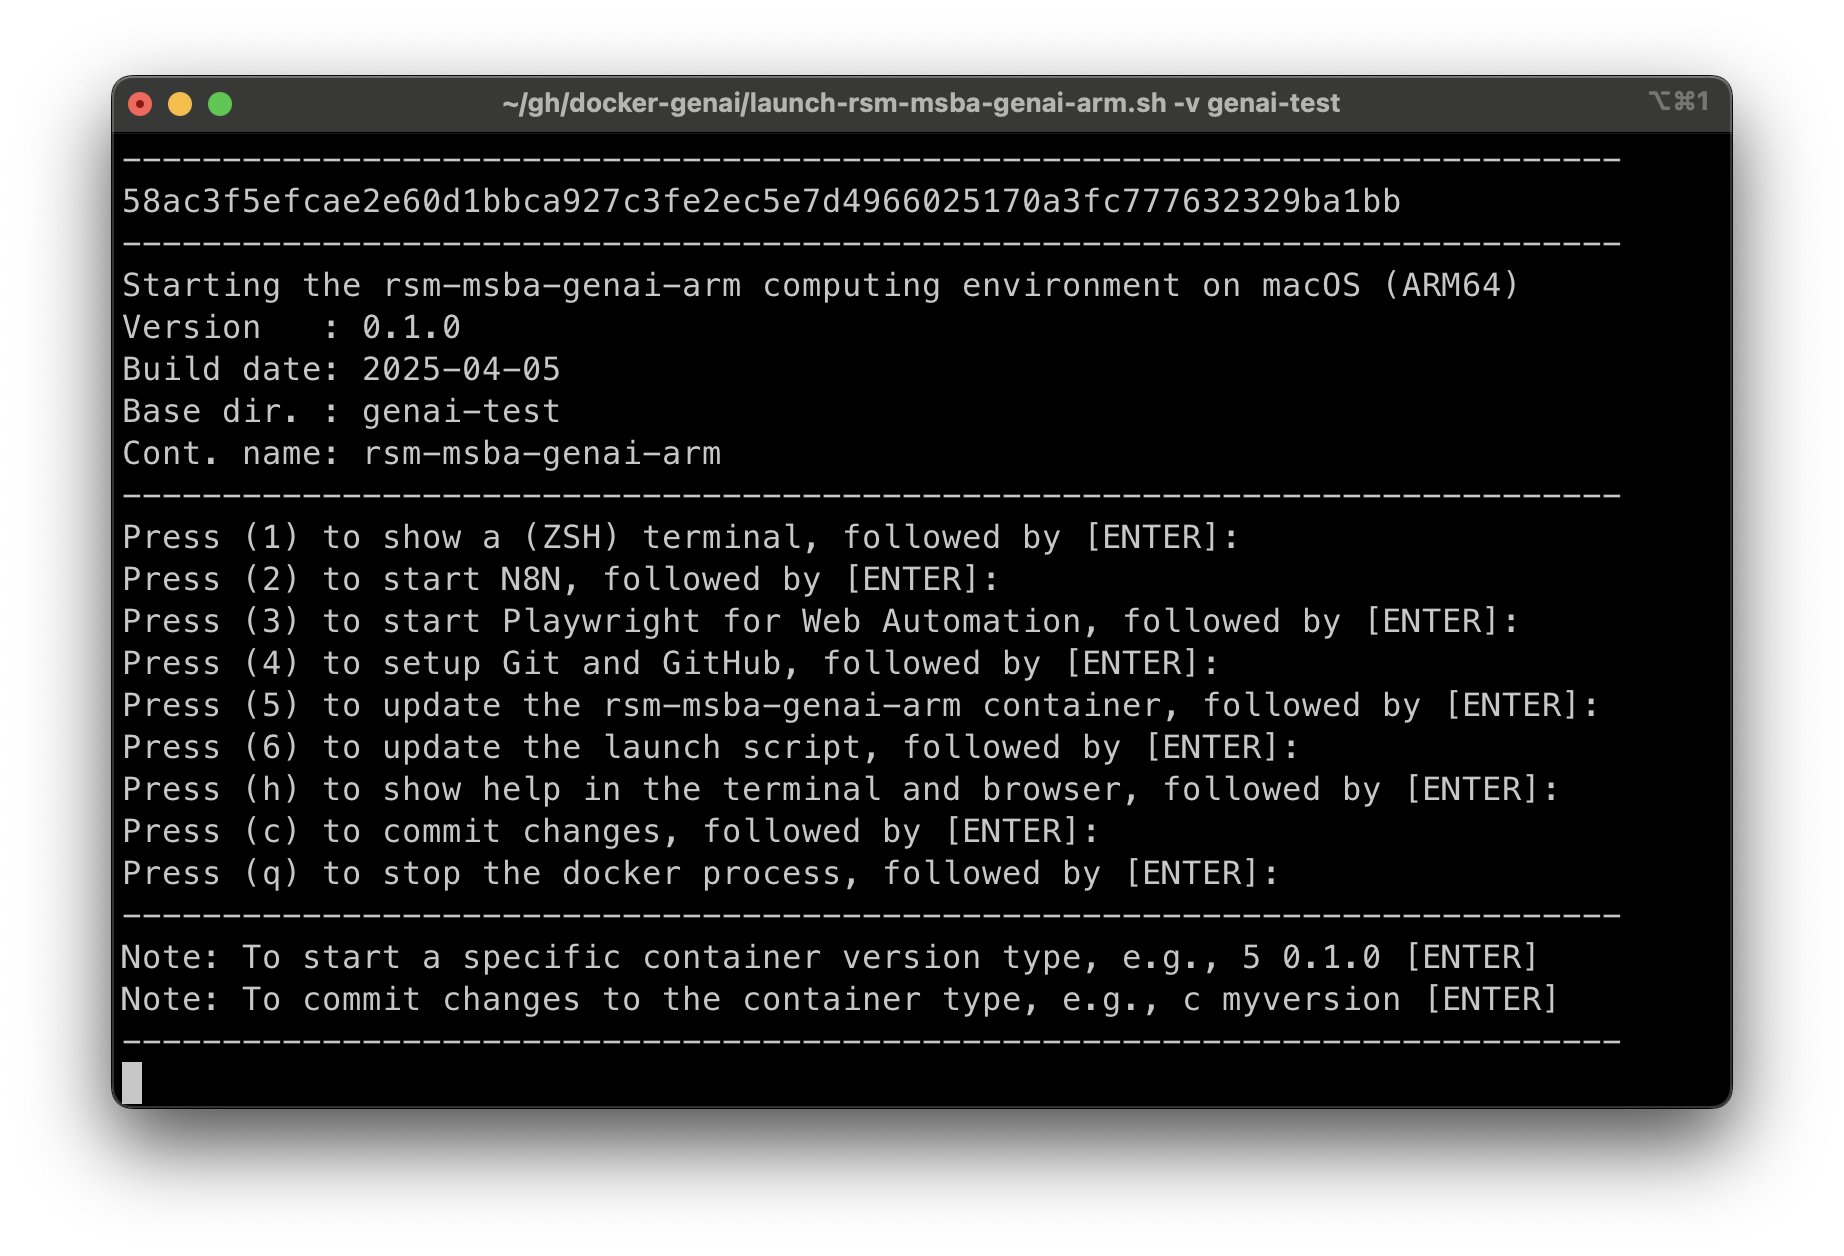 ~/gh/docker-genai/launch-rsm-msba-genai-arm.sh -v genai-test ⌥⌘1
---------------------------------------------------------------------------
58ac3f5efcae2e60d1bbca927c3fe2ec5e7d4966025170a3fc777632329ba1bb
---------------------------------------------------------------------------
Starting the rsm-msba-genai-arm computing environment on macOS (ARM64)
Version   : 0.1.0
Build date: 2025-04-05
Base dir. : genai-test
Cont. name: rsm-msba-genai-arm
---------------------------------------------------------------------------
Press (1) to show a (ZSH) terminal, followed by [ENTER]:
Press (2) to start N8N, followed by [ENTER]:
Press (3) to start Playwright for Web Automation, followed by [ENTER]:
Press (4) to setup Git and GitHub, followed by [ENTER]:
Press (5) to update the rsm-msba-genai-arm container, followed by [ENTER]:
Press (6) to update the launch script, followed by [ENTER]:
Press (h) to show help in the terminal and browser, followed by [ENTER]:
Press (c) to commit changes, followed by [ENTER]:
Press (q) to stop the docker process, followed by [ENTER]:
---------------------------------------------------------------------------
Note: To start a specific container version type, e.g., 5 0.1.0 [ENTER]
Note: To commit changes to the container type, e.g., c myversion [ENTER]
---------------------------------------------------------------------------